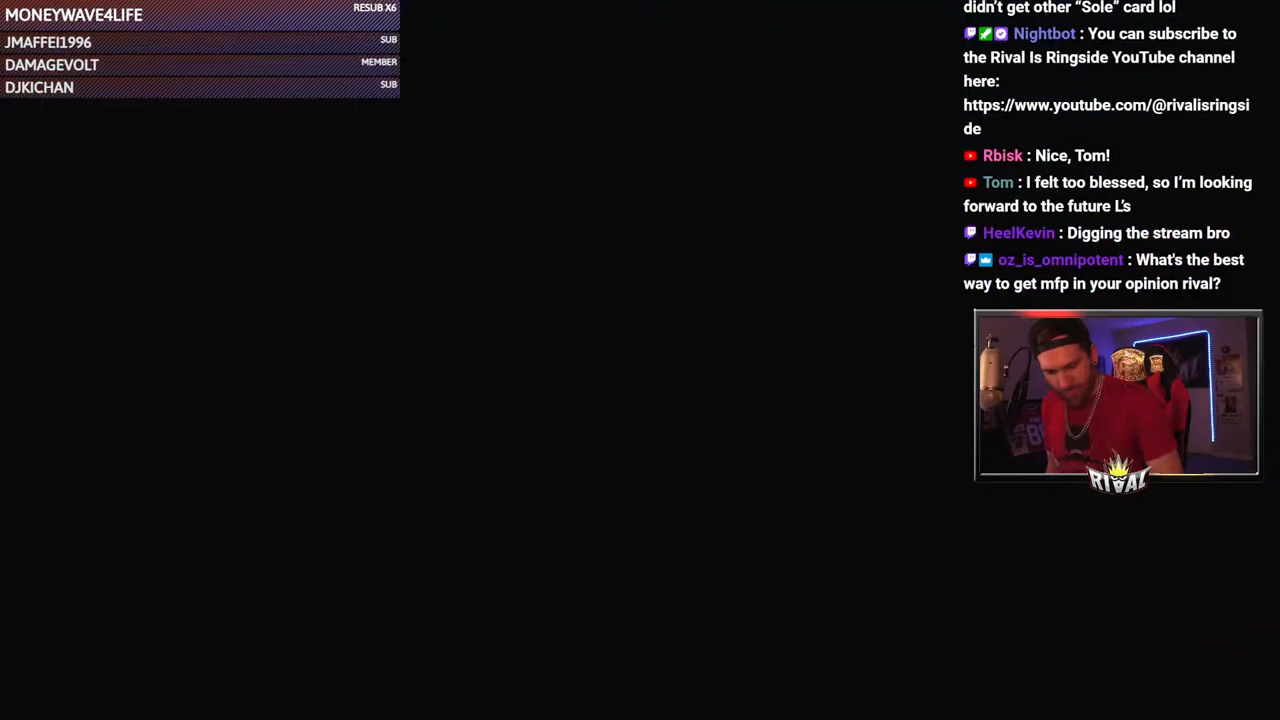 MONEYWAVE4LIFE RESUB X6
JMAFFEI1996 SUB
DAMAGEVOLT MEMBER
DJKICHAN SUB
didn’t get other “Sole” card lol
Nightbot : You can subscribe to
the Rival Is Ringside YouTube channel
here:
https://www.youtube.com/@rivalisringsi
de
Rbisk : Nice, Tom!
Tom : I felt too blessed, so I’m looking
forward to the future L’s
HeelKevin : Digging the stream bro
oz_is_omnipotent : What's the best
way to get mfp in your opinion rival?
RIVAL